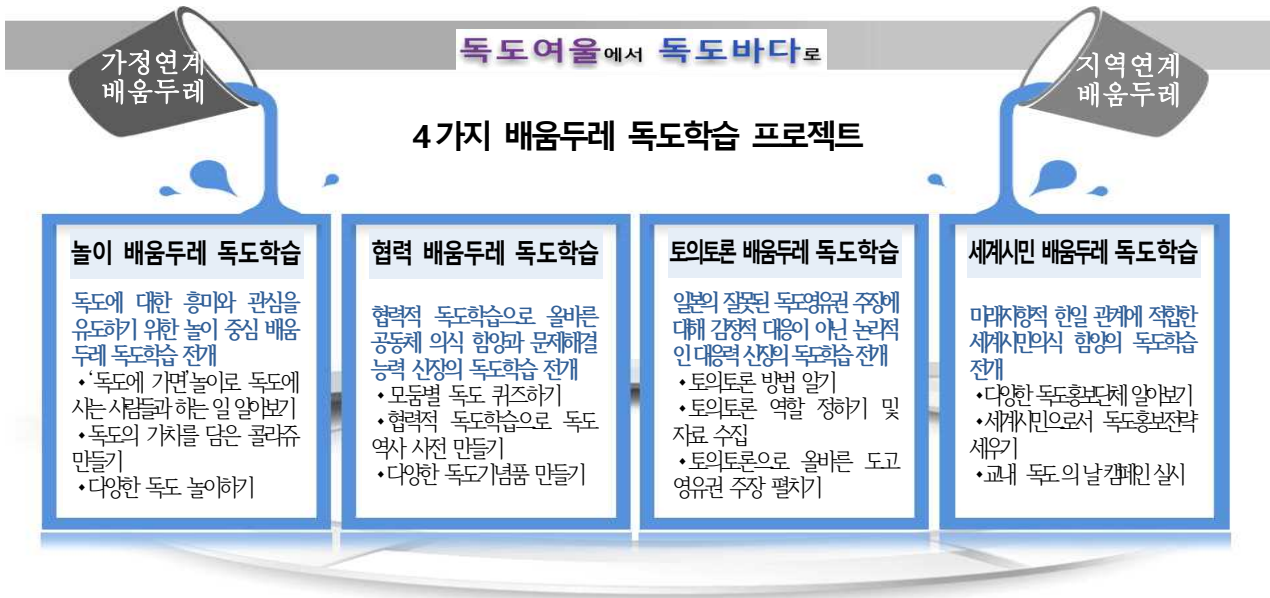 독도여울에서 독도바다로
가정연계
배움두레
지역연계
배움두레
4가지 배움두레 독도학습 프로젝트
놀이 배움두레 독도학습
독도에 대한 흥미와 관심을
유도하기 위한 놀이 중심 배움
두레 독도학습 전개
•‘독도에 가면’놀이로 독도에
사는 사람들과 하는 일 알아보기
•독도의 가치를 담은 콜라쥬
만들기
•다양한 독도 놀이하기
협력 배움두레 독도학습
협력적 독도학습으로 올바른
공동체 의식 함양과 문제해결
능력 신장의 독도학습 전개
•모둠별 독도 퀴즈하기
•협력적 독도학습으로 독도
역사 사전 만들기
•다양한 독도기념품 만들기
토의토론 배움두레 독도학습
일본의 잘못된 독도영유권 주장에
대해 감정적 대응이 아닌 논리적
인 대응력 신장의 독도학습 전개
•토의토론 방법 알기
•토의토론 역할 정하기 및
자료 수집
•토의토론으로 올바른 도고
영유권 주장 펼치기
세계시민 배움두레 독도학습
미래지향적 한일 관계에 적합한
세계시민의식 함양의 독도학습
전개
•다양한 독도홍보단체 알아보기
•세계시민으로서 독도홍보전략
세우기
•교내 독도의 날 캠페인 실시